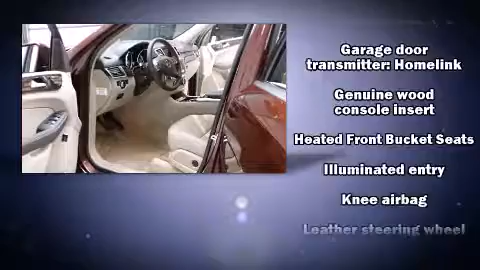 Garage door
transmitter: Homelink
Genuine wood
console insert
Heated Front Bucket Seats
Illuminated entry
Knee airbag
Leather steering wheel